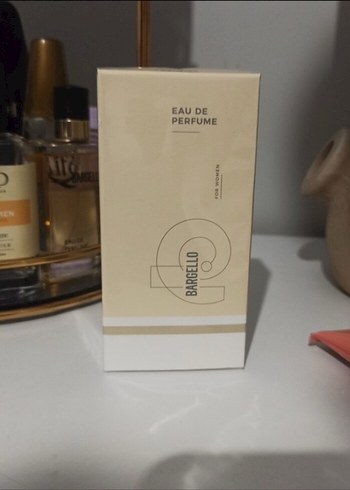 EAU DE
PERFUME
FOR WOMEN
BARGELLO